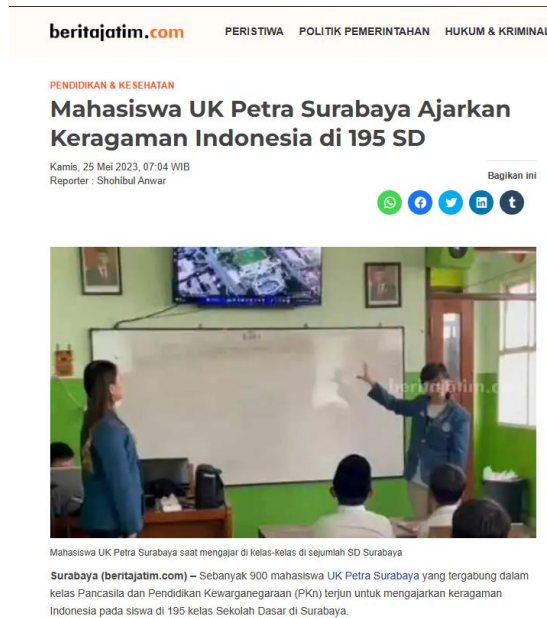 beritajatim.com
PERISTIWA POLITIK PEMERINTAHAN HUKUM & KRIMINAL
PENDIDIKAN & KESEHATAN
Mahasiswa UK Petra Surabaya Ajarkan
Keragaman Indonesia di 195 SD
Kamis, 25 Mei 2023, 07:04 WIB
Reporter : Shohibul Anwar
Bagikan ini
beritajatim.c
Mahasiswa UK Petra Surabaya saat mengajar di kelas-kelas di sejumlah SD Surabaya
Surabaya (beritajatim.com) – Sebanyak 900 mahasiswa UK Petra Surabaya yang tergabung dalam
kelas Pancasila dan Pendidikan Kewarganegaraan (PKn) terjun untuk mengajarkan keragaman
Indonesia pada siswa di 195 kelas Sekolah Dasar di Surabaya.